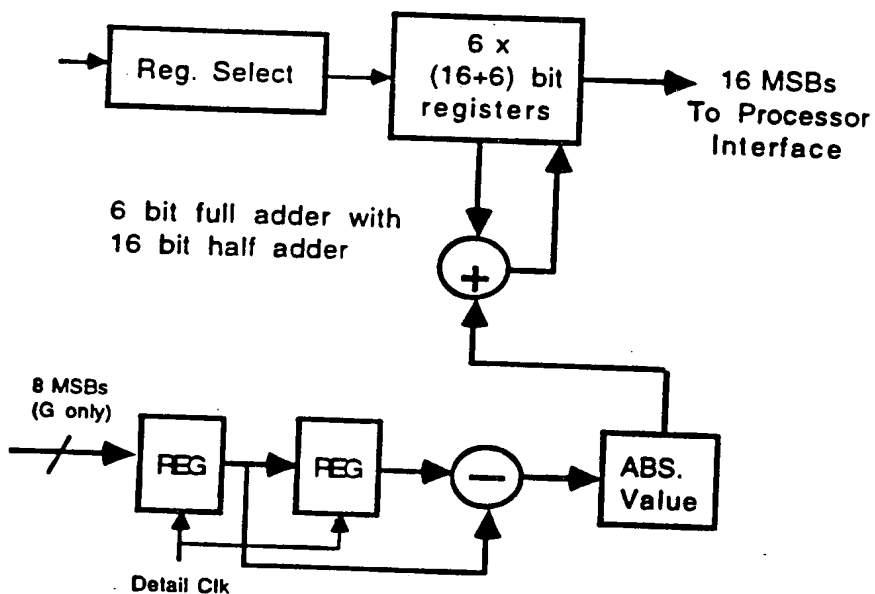 Reg. Select
6 x
(16+6) bit
registers
16 MSBs
To Processor
Interface
6 bit full adder with
16 bit half adder
+
8 MSBs
(G only)
REG
REG
—
ABS.
Value
Detail Clk